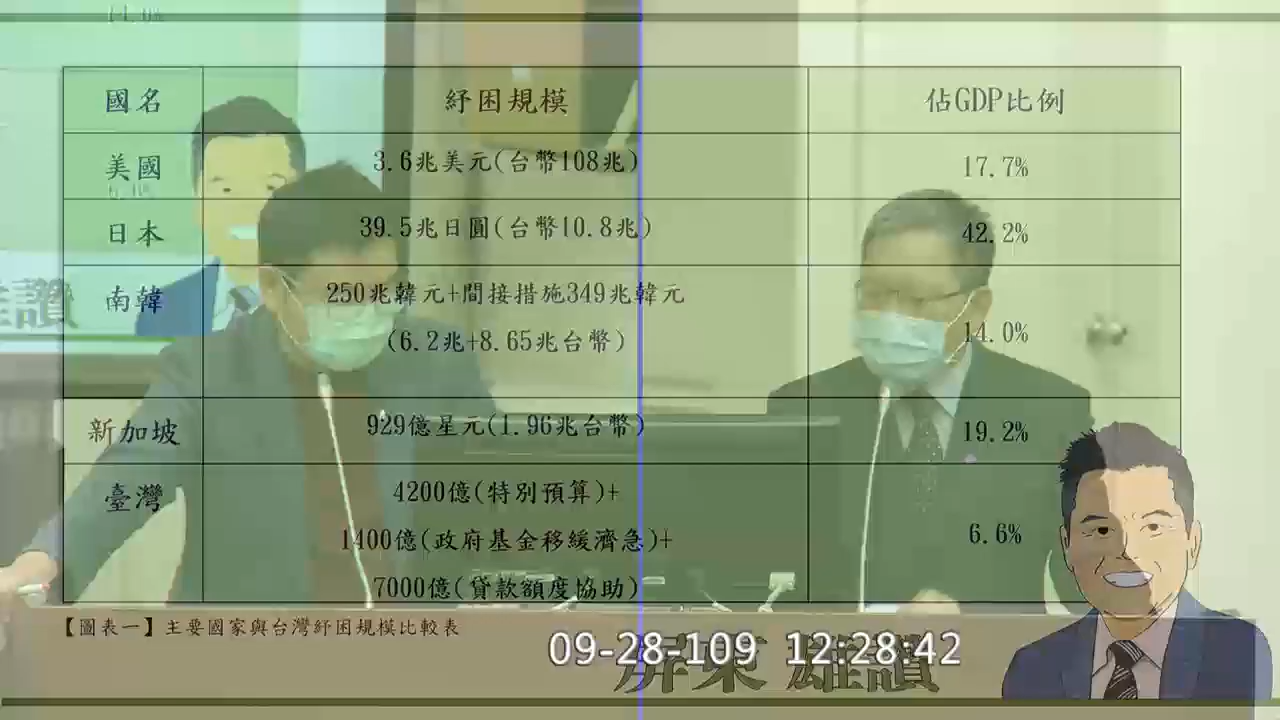 國名 紓困規模 佔GDP比例
美國 3.6兆美元(台幣108兆) 17.7%
日本 39.5兆日圓(台幣10.8兆) 42.2%
南韓 250兆韓元+間接措施349兆韓元
(6.2兆+8.65兆台幣) 14.0%
新加坡 929億星元(1.96兆台幣) 19.2%
臺灣 4200億(特別預算)+
1400億(政府基金移緩濟急)+
7000億(貸款額度協助) 6.6%
【圖表一】主要國家與台灣紓困規模比較表
09-28-109 12:28:42
屏東 雄讚
雄讚